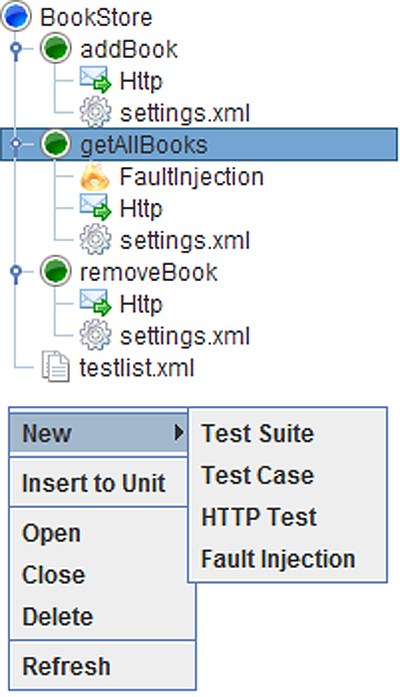 BookStore
addBook
Http
settings.xml
getAllBooks
FaultInjection
Http
settings.xml
removeBook
Http
settings.xml
testlist.xml
New
Insert to Unit
Open
Close
Delete
Refresh
Test Suite
Test Case
HTTP Test
Fault Injection